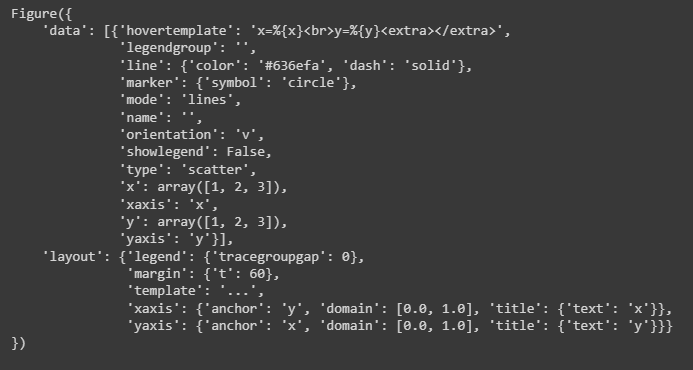 Figure({
    'data': [{'hovertemplate': 'x=%{x}<br>y=%{y}<extra></extra>',
              'legendgroup': '',
              'line': {'color': '#636efa', 'dash': 'solid'},
              'marker': {'symbol': 'circle'},
              'mode': 'lines',
              'name': '',
              'orientation': 'v',
              'showlegend': False,
              'type': 'scatter',
              'x': array([1, 2, 3]),
              'xaxis': 'x',
              'y': array([1, 2, 3]),
              'yaxis': 'y'}],
    'layout': {'legend': {'tracegroupgap': 0},
               'margin': {'t': 60},
               'template': '...',
               'xaxis': {'anchor': 'y', 'domain': [0.0, 1.0], 'title': {'text': 'x'}},
               'yaxis': {'anchor': 'x', 'domain': [0.0, 1.0], 'title': {'text': 'y'}}}
})